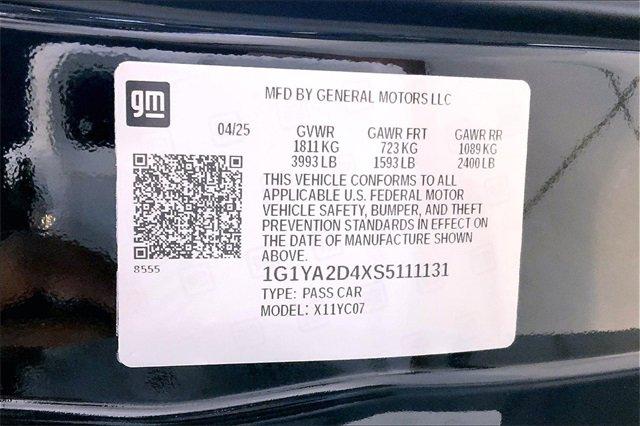 gm
MFD BY GENERAL MOTORS LLC
04/25 GVWR GAWR FRT GAWR RR
1811 KG 723 KG 1089 KG
3993 LB 1593 LB 2400 LB
THIS VEHICLE CONFORMS TO ALL
APPLICABLE U.S. FEDERAL MOTOR
VEHICLE SAFETY, BUMPER, AND THEFT
PREVENTION STANDARDS IN EFFECT ON
THE DATE OF MANUFACTURE SHOWN
ABOVE.
8555
1G1YA2D4XS5111131
TYPE: PASS CAR
MODEL: X11YC07